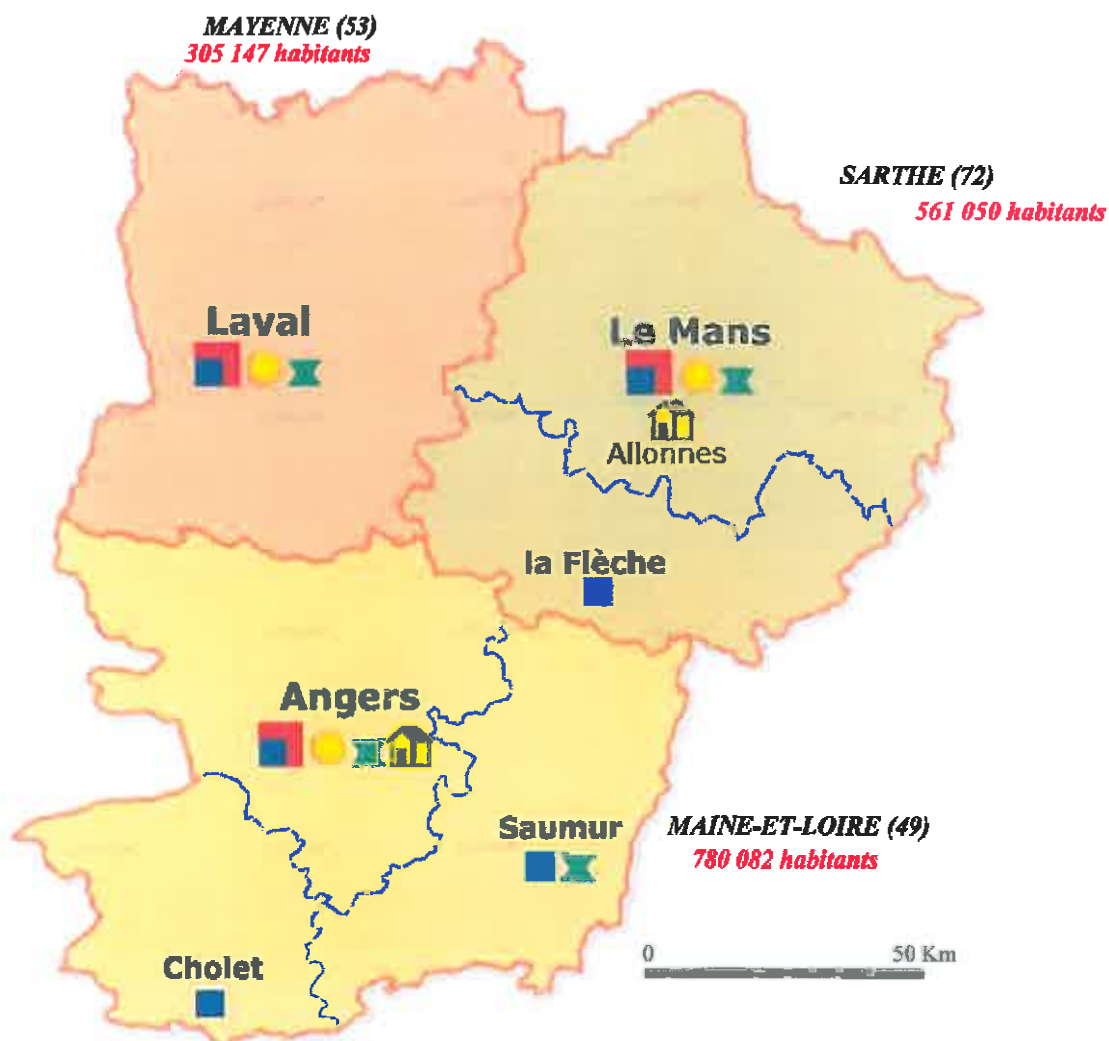 MAYENNE (53)
305 147 habitants
SARTHE (72)
561 050 habitants
Laval
Le Mans
Allonnes
la Flèche
Angers
Saumur
MAINE-ET-LOIRE (49)
780 082 habitants
0 50 Km
Cholet